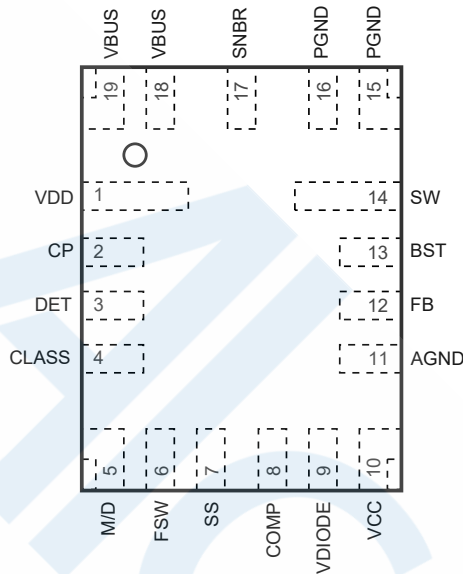 VBUS VBUS SNBR PGND PGND
19 18 17 16 15
VDD 1 14 SW
CP 2 13 BST
DET 3 12 FB
CLASS 4 11 AGND
5 6 7 8 9 10
M/D FSW SS COMP VDIODE VCC